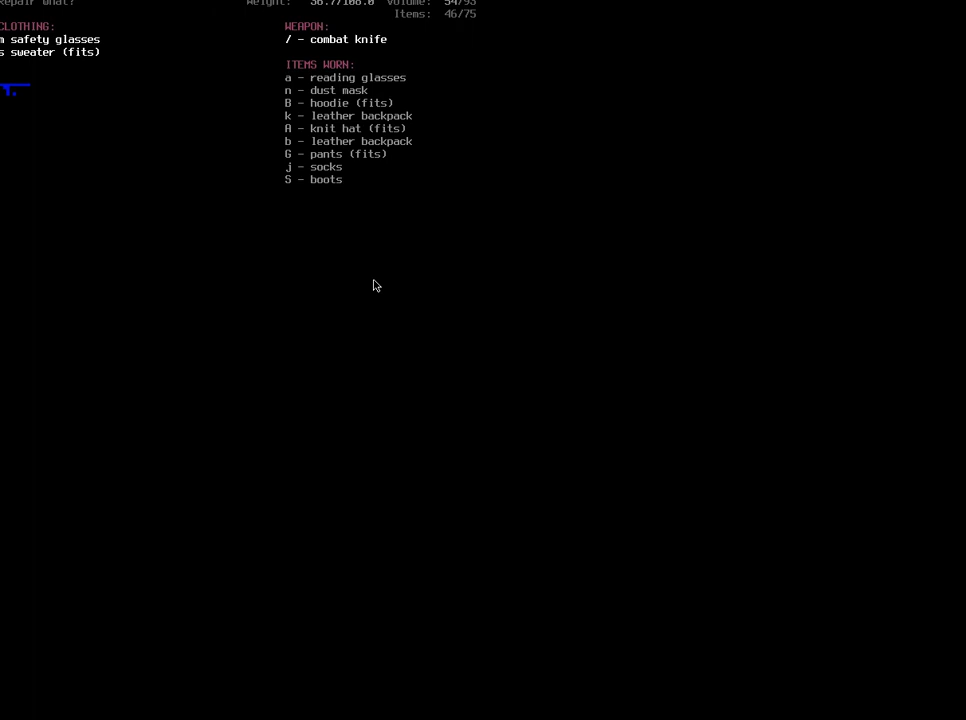 Repair what? Weight: 36.7/108.0 Volume: 54/93
Items: 46/75
CLOTHING: WEAPON:
m safety glasses / - combat knife
s sweater (fits)
ITEMS WORN:
a - reading glasses
n - dust mask
B - hoodie (fits)
k - leather backpack
A - knit hat (fits)
b - leather backpack
G - pants (fits)
j - socks
S - boots